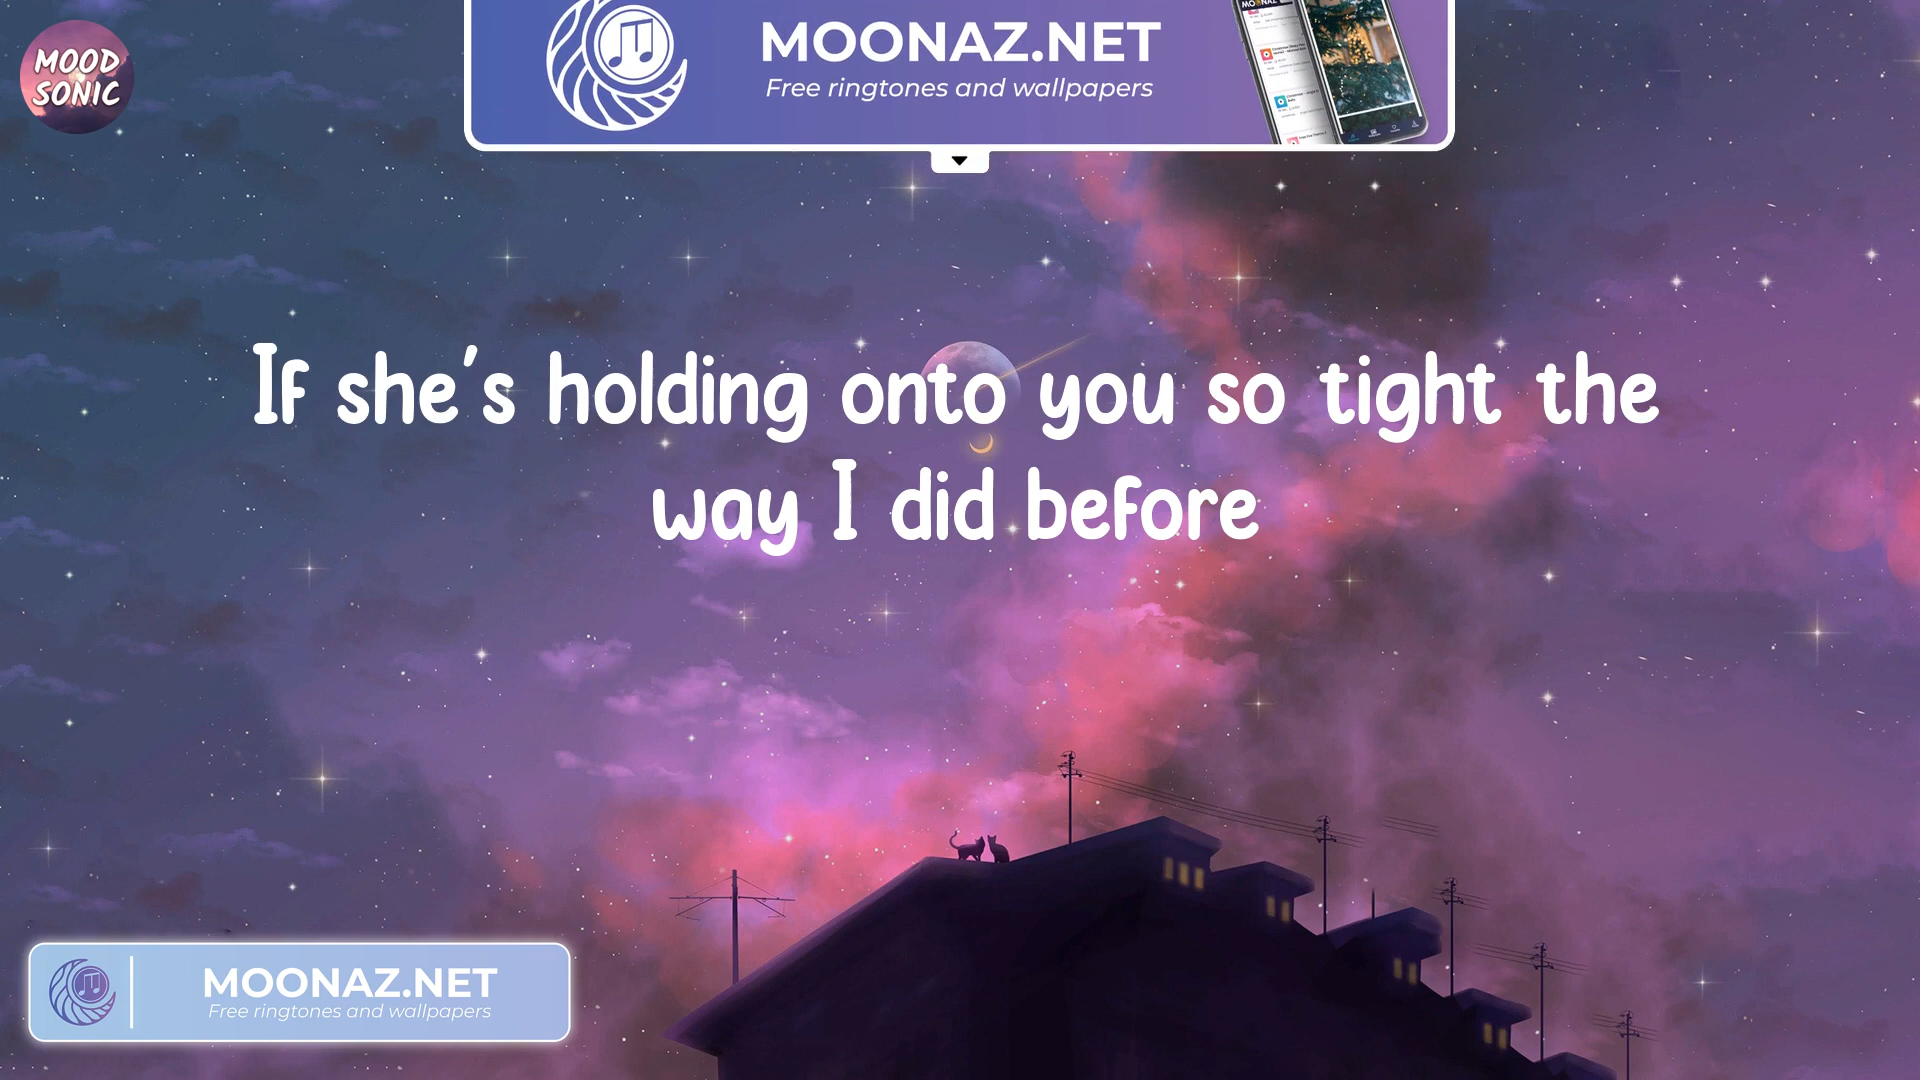 MOOD
SONIC
MOONAZ.NET
Free ringtones and wallpapers
If she's holding onto you so tight the
way I did before
MOONAZ.NET
Free ringtones and wallpapers